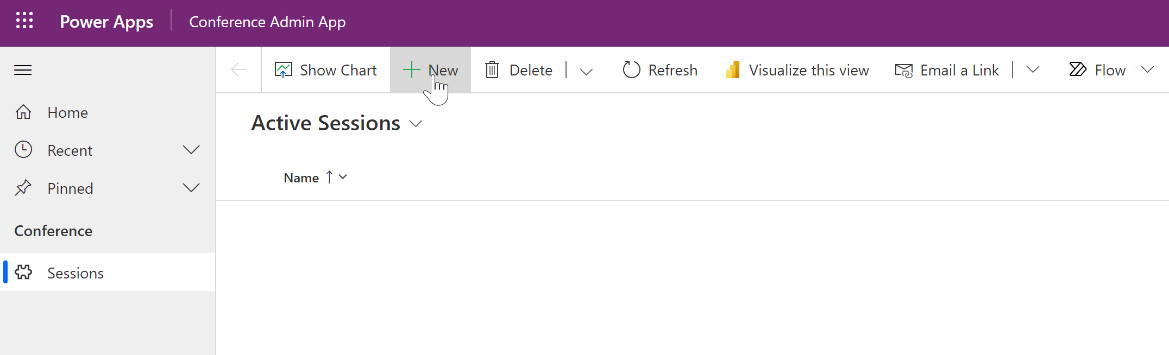 Power Apps Conference Admin App
Show Chart New Delete Refresh Visualize this view Email a Link Flow
Home
Recent
Pinned
Conference
Sessions
Active Sessions
Name